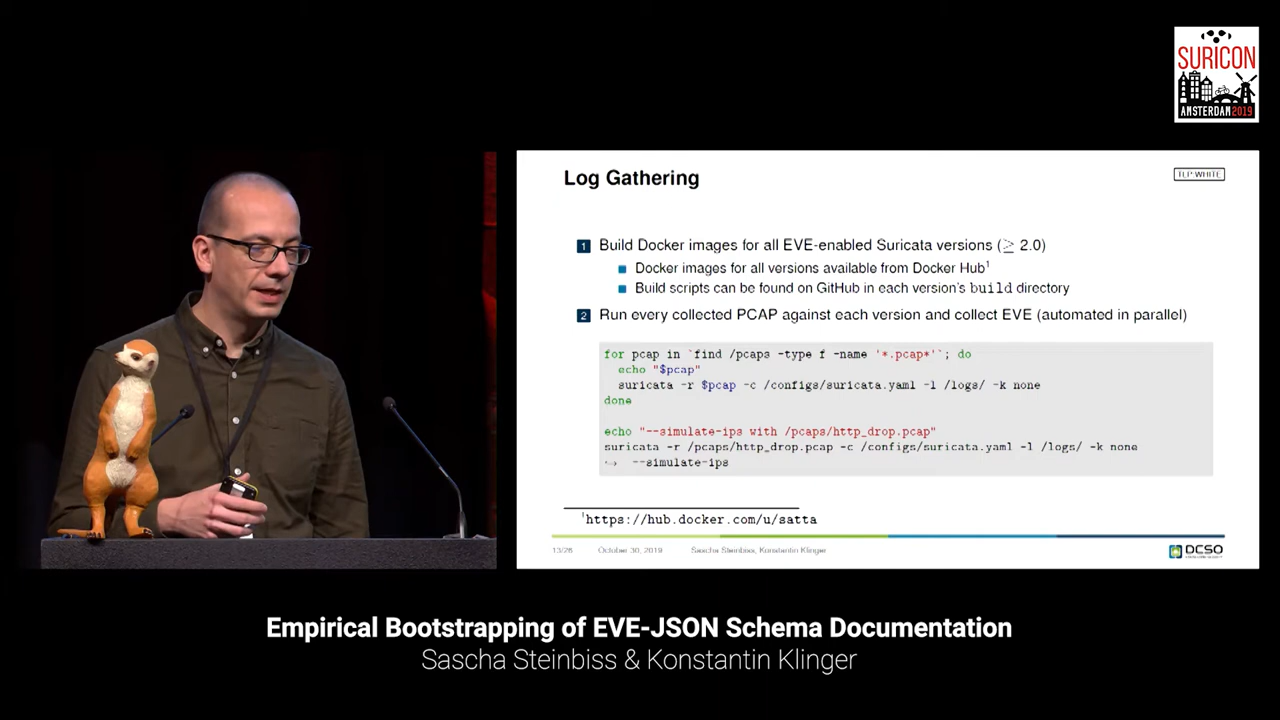 SURICON
AMSTERDAM 2019
Log Gathering
TLP:WHITE
1 Build Docker images for all EVE-enabled Suricata versions (≥ 2.0)
Docker images for all versions available from Docker Hub1
Build scripts can be found on GitHub in each version's build directory
2 Run every collected PCAP against each version and collect EVE (automated in parallel)
for pcap in `find /pcaps -type f -name '*.pcap*'`; do
echo "$pcap"
suricata -r $pcap -c /configs/suricata.yaml -l /logs/ -k none
done
echo "--simulate-ips with /pcaps/http_drop.pcap"
suricata -r /pcaps/http_drop.pcap -c /configs/suricata.yaml -l /logs/ -k none
↪ --simulate-ips
1https://hub.docker.com/u/satta
13/26 October 30, 2019 Sascha Steinbiss, Konstantin Klinger
DCSO
Empirical Bootstrapping of EVE-JSON Schema Documentation
Sascha Steinbiss & Konstantin Klinger